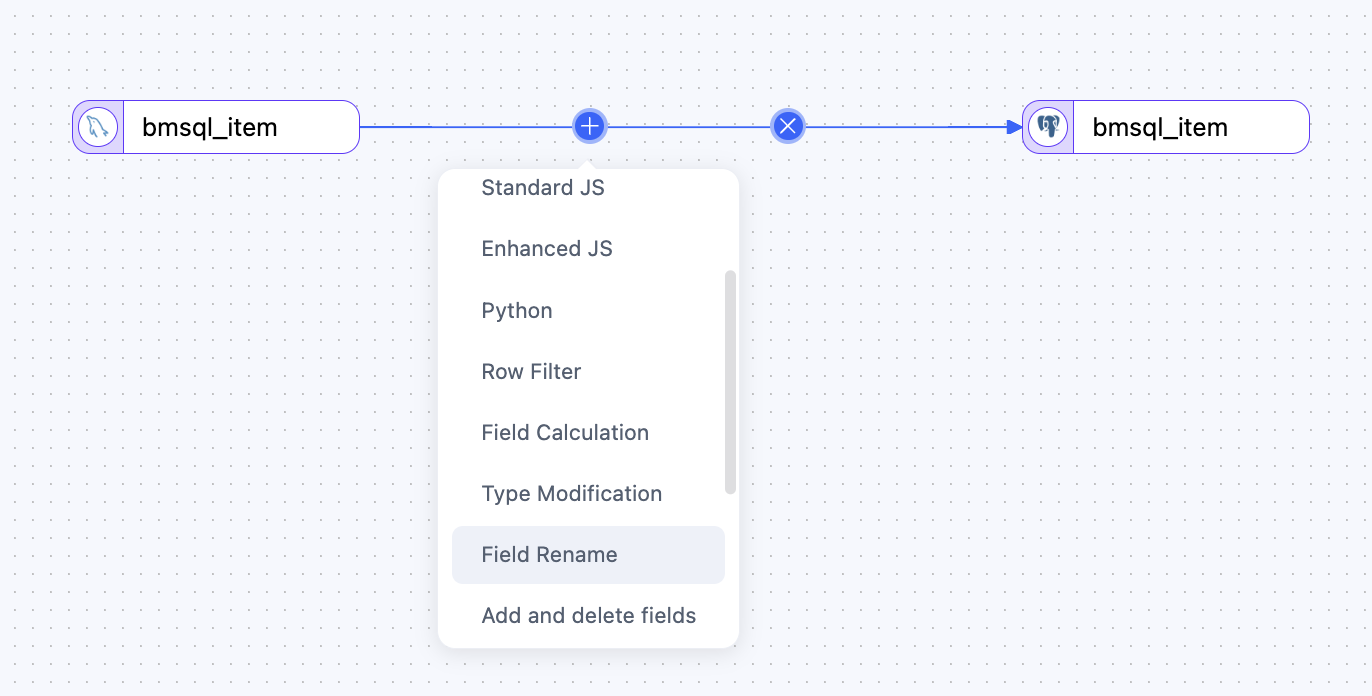 bmsql_item
bmsql_item
Standard JS
Enhanced JS
Python
Row Filter
Field Calculation
Type Modification
Field Rename
Add and delete fields